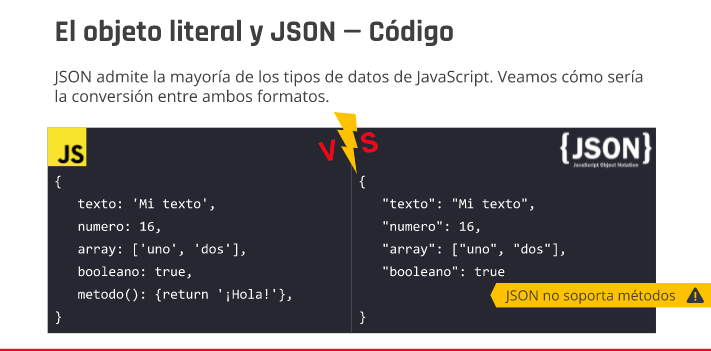 El objeto literal y JSON — Código
JSON admite la mayoría de los tipos de datos de JavaScript. Veamos cómo sería
la conversión entre ambos formatos.
JS
VS
{JSON}
JavaScript Object Notation
{
texto: 'Mi texto',
numero: 16,
array: ['uno', 'dos'],
booleano: true,
metodo(): {return '¡Hola!'},
}
{
"texto": "Mi texto",
"numero": 16,
"array": ["uno", "dos"],
"booleano": true
JSON no soporta métodos
}